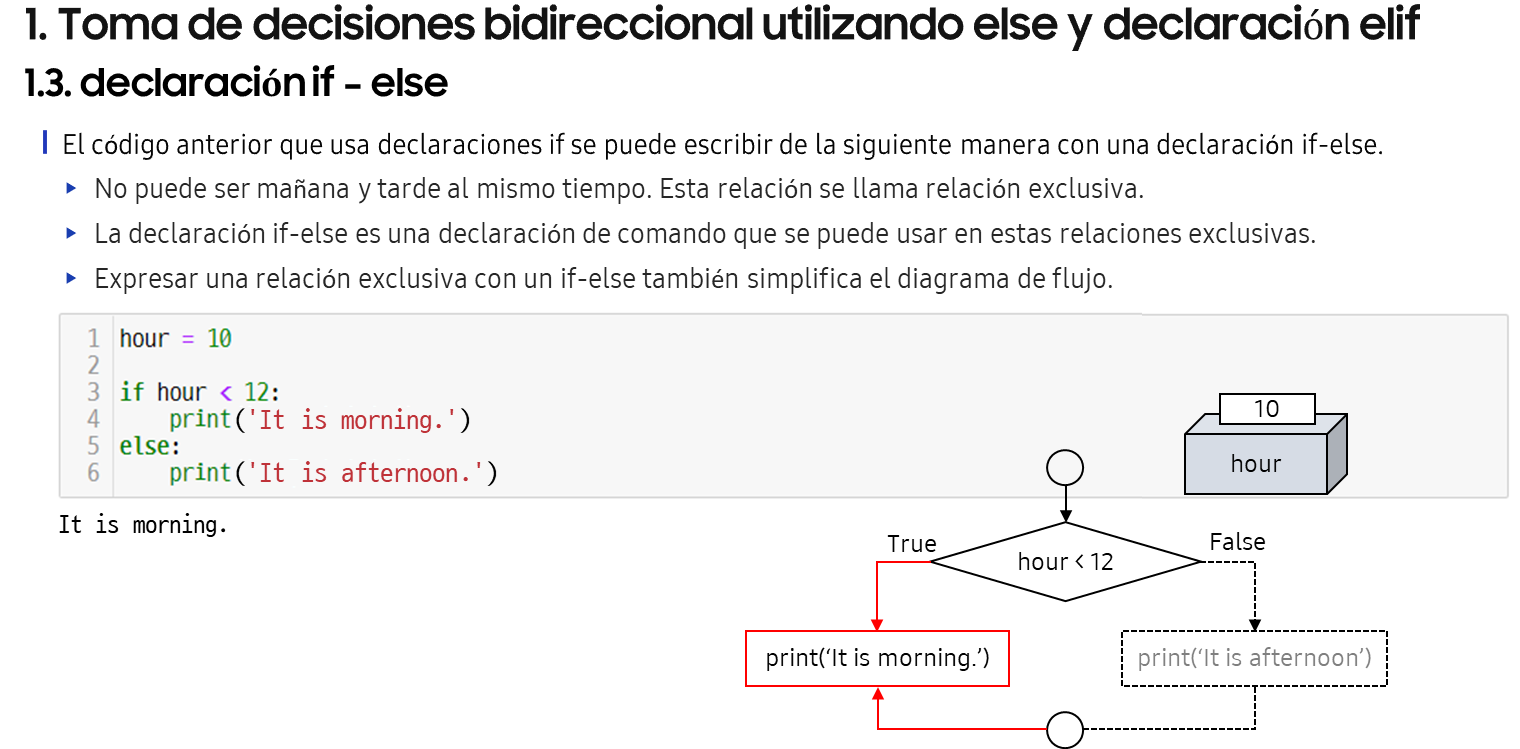 1. Toma de decisiones bidireccional utilizando else y declaración elif
1.3. declaración if – else
El código anterior que usa declaraciones if se puede escribir de la siguiente manera con una declaración if-else.
No puede ser mañana y tarde al mismo tiempo. Esta relación se llama relación exclusiva.
La declaración if-else es una declaración de comando que se puede usar en estas relaciones exclusivas.
Expresar una relación exclusiva con un if-else también simplifica el diagrama de flujo.
1 hour = 10
2
3 if hour < 12:
4     print('It is morning.')
5 else:
6     print('It is afternoon.')
10
hour
It is morning.
True
False
hour < 12
print(‘It is morning.’)
print(‘It is afternoon’)